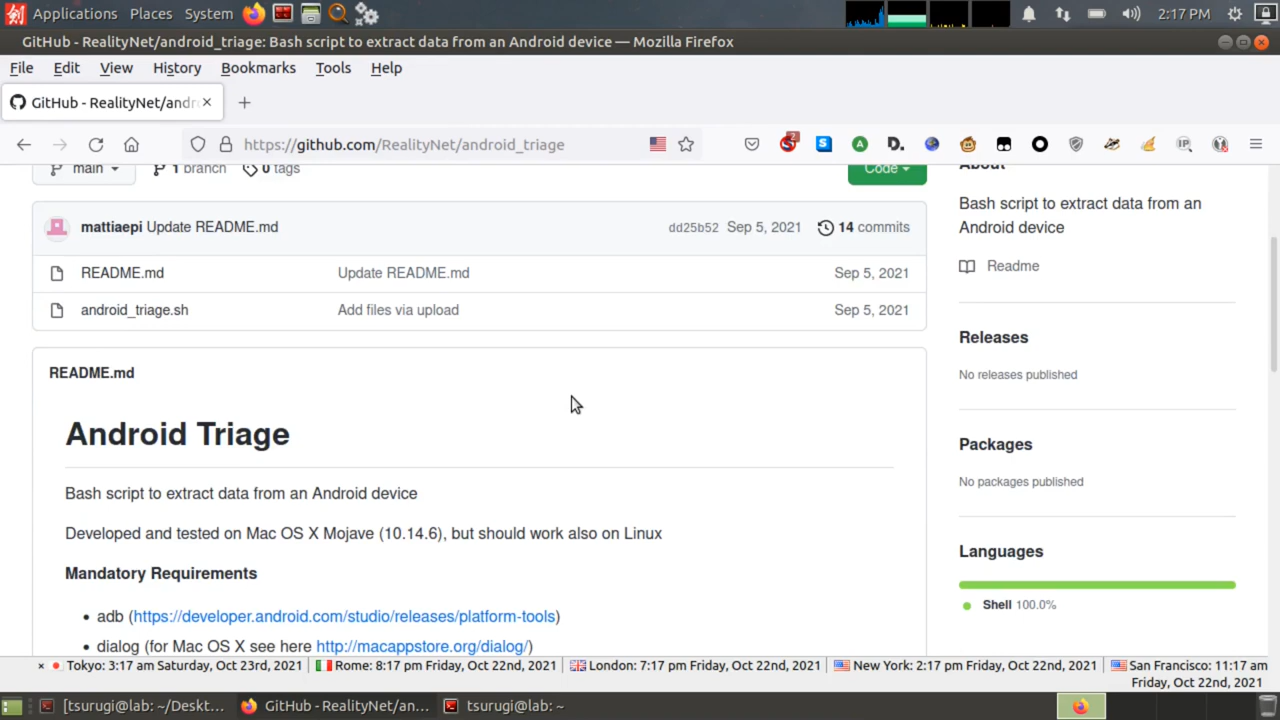 Applications Places System 2:17 PM
GitHub - RealityNet/android_triage: Bash script to extract data from an Android device — Mozilla Firefox
File Edit View History Bookmarks Tools Help
GitHub - RealityNet/andr
https://github.com/RealityNet/android_triage
main 1 branch 0 tags Code
About
mattiaepi Update README.md dd25b52 Sep 5, 2021 14 commits
README.md Update README.md Sep 5, 2021
android_triage.sh Add files via upload Sep 5, 2021
README.md
Android Triage
Bash script to extract data from an Android device
Developed and tested on Mac OS X Mojave (10.14.6), but should work also on Linux
Mandatory Requirements
• adb (https://developer.android.com/studio/releases/platform-tools)
• dialog (for Mac OS X see here http://macappstore.org/dialog/)
Bash script to extract data from an
Android device
Readme
Releases
No releases published
Packages
No packages published
Languages
Shell 100.0%
Tokyo: 3:17 am Saturday, Oct 23rd, 2021 Rome: 8:17 pm Friday, Oct 22nd, 2021 London: 7:17 pm Friday, Oct 22nd, 2021 New York: 2:17 pm Friday, Oct 22nd, 2021 San Francisco: 11:17 am
Friday, Oct 22nd, 2021
[tsurugi@lab: ~/Deskt... GitHub - RealityNet/an... tsurugi@lab: ~